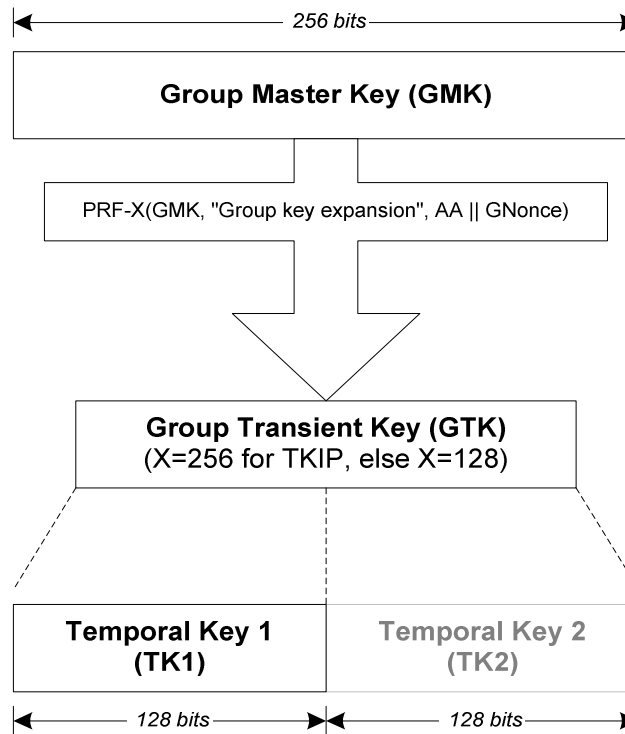 256 bits
Group Master Key (GMK)
PRF-X(GMK, "Group key expansion", AA || GNonce)
Group Transient Key (GTK)
(X=256 for TKIP, else X=128)
Temporal Key 1
(TK1)
Temporal Key 2
(TK2)
128 bits
128 bits